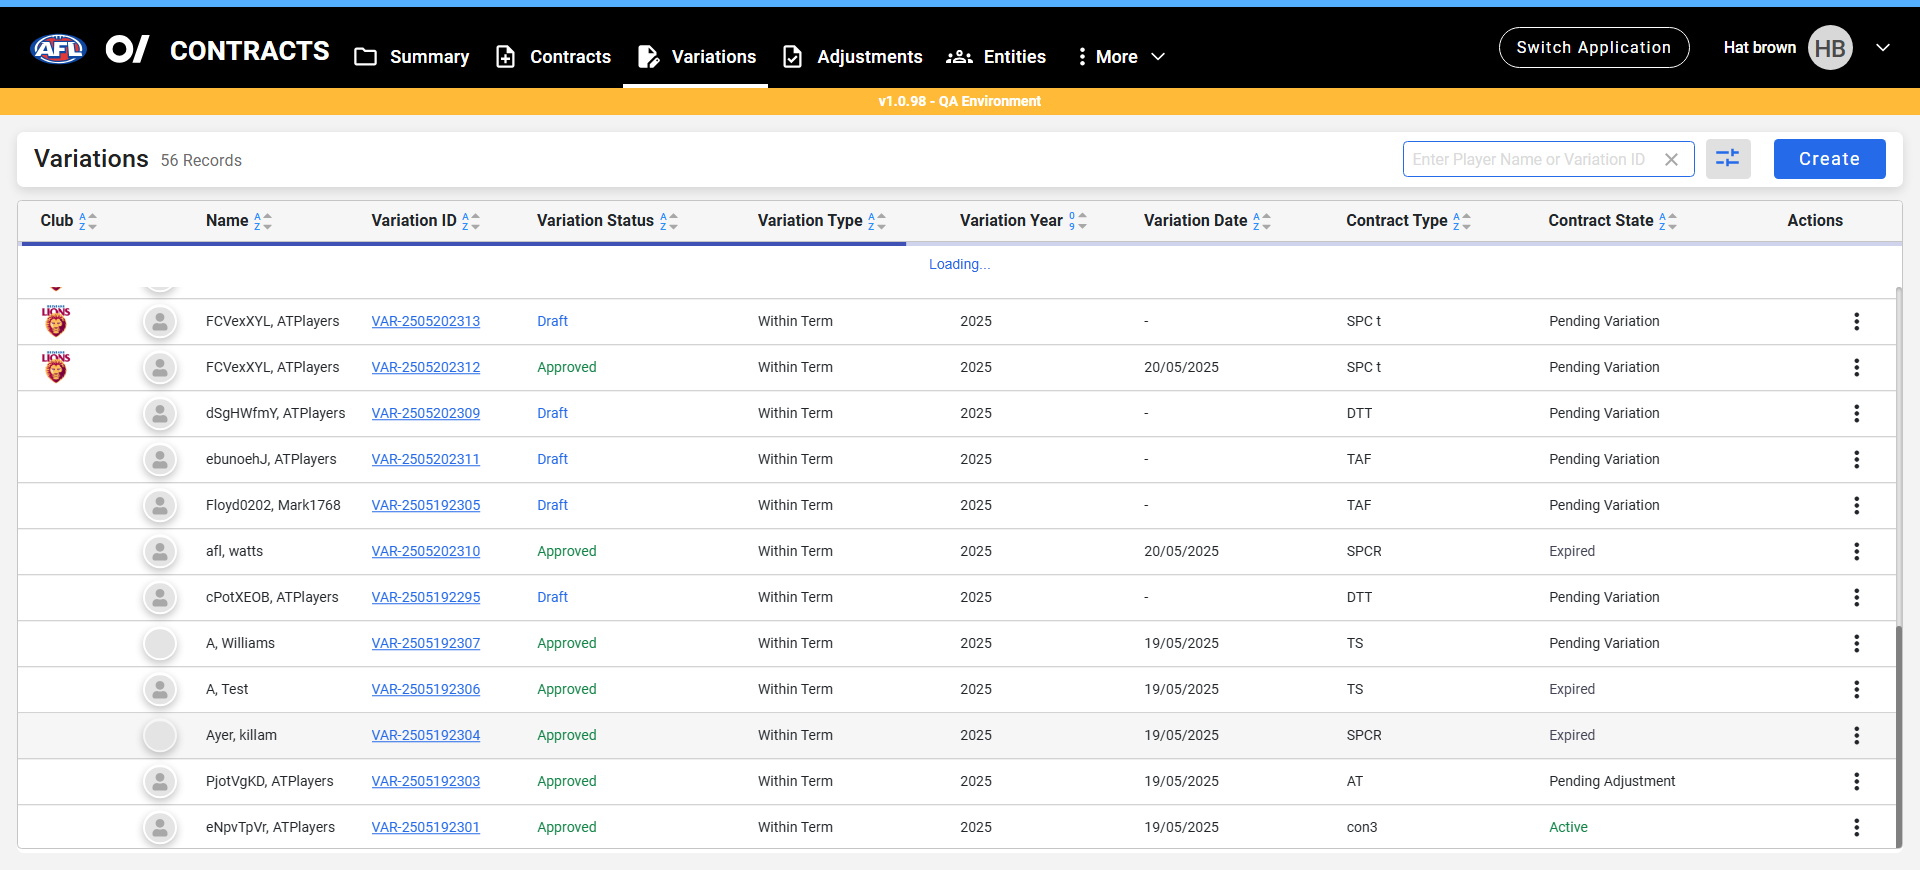 AFL CONTRACTS Summary Contracts Variations Adjustments Entities More Switch Application Hat brown HB
v1.0.98 - QA Environment
Variations 56 Records Enter Player Name or Variation ID Create
Club Name Variation ID Variation Status Variation Type Variation Year Variation Date Contract Type Contract State Actions
Loading...
LIONS FCVexXYL, ATPlayers VAR-2505202313 Draft Within Term 2025 - SPC t Pending Variation
LIONS FCVexXYL, ATPlayers VAR-2505202312 Approved Within Term 2025 20/05/2025 SPC t Pending Variation
dSgHWfmY, ATPlayers VAR-2505202309 Draft Within Term 2025 - DTT Pending Variation
ebunoehJ, ATPlayers VAR-2505202311 Draft Within Term 2025 - TAF Pending Variation
Floyd0202, Mark1768 VAR-2505192305 Draft Within Term 2025 - TAF Pending Variation
afl, watts VAR-2505202310 Approved Within Term 2025 20/05/2025 SPCR Expired
cPotXEOB, ATPlayers VAR-2505192295 Draft Within Term 2025 - DTT Pending Variation
A, Williams VAR-2505192307 Approved Within Term 2025 19/05/2025 TS Pending Variation
A, Test VAR-2505192306 Approved Within Term 2025 19/05/2025 TS Expired
Ayer, killam VAR-2505192304 Approved Within Term 2025 19/05/2025 SPCR Expired
PjotVgKD, ATPlayers VAR-2505192303 Approved Within Term 2025 19/05/2025 AT Pending Adjustment
eNpvTpVr, ATPlayers VAR-2505192301 Approved Within Term 2025 19/05/2025 con3 Active